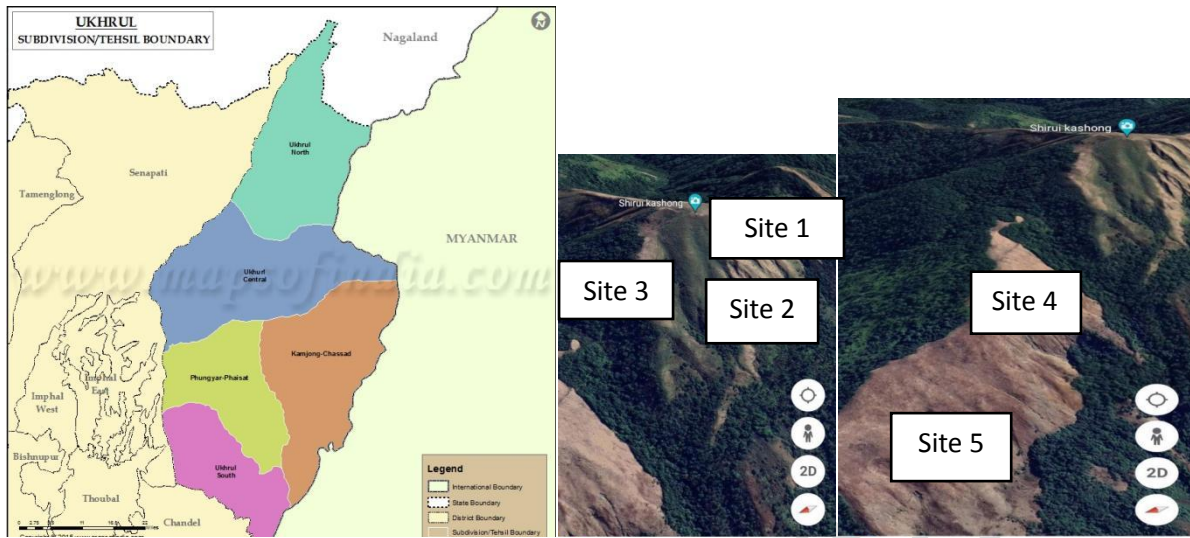 UKHRUL
SUBDIVISION/TEHSIL BOUNDARY
N
Nagaland
Ukhrul
North
Senapati
Tamenglong
MYANMAR
Ukhurl
Central
www.mapsofindia.com
Kamjong-Chassad
Phungyar-Phaisat
Imphal
East
Imphal
West
Bishnupur
Ukhrul
South
Thoubal
Chandel
Legend
International Boundary
State Boundary
District Boundary
Subdivision/Tehsil Boundary
Shirui kashong
Site 1
Site 3
Site 2
2D
Shirui kashong
Site 4
Site 5
2D